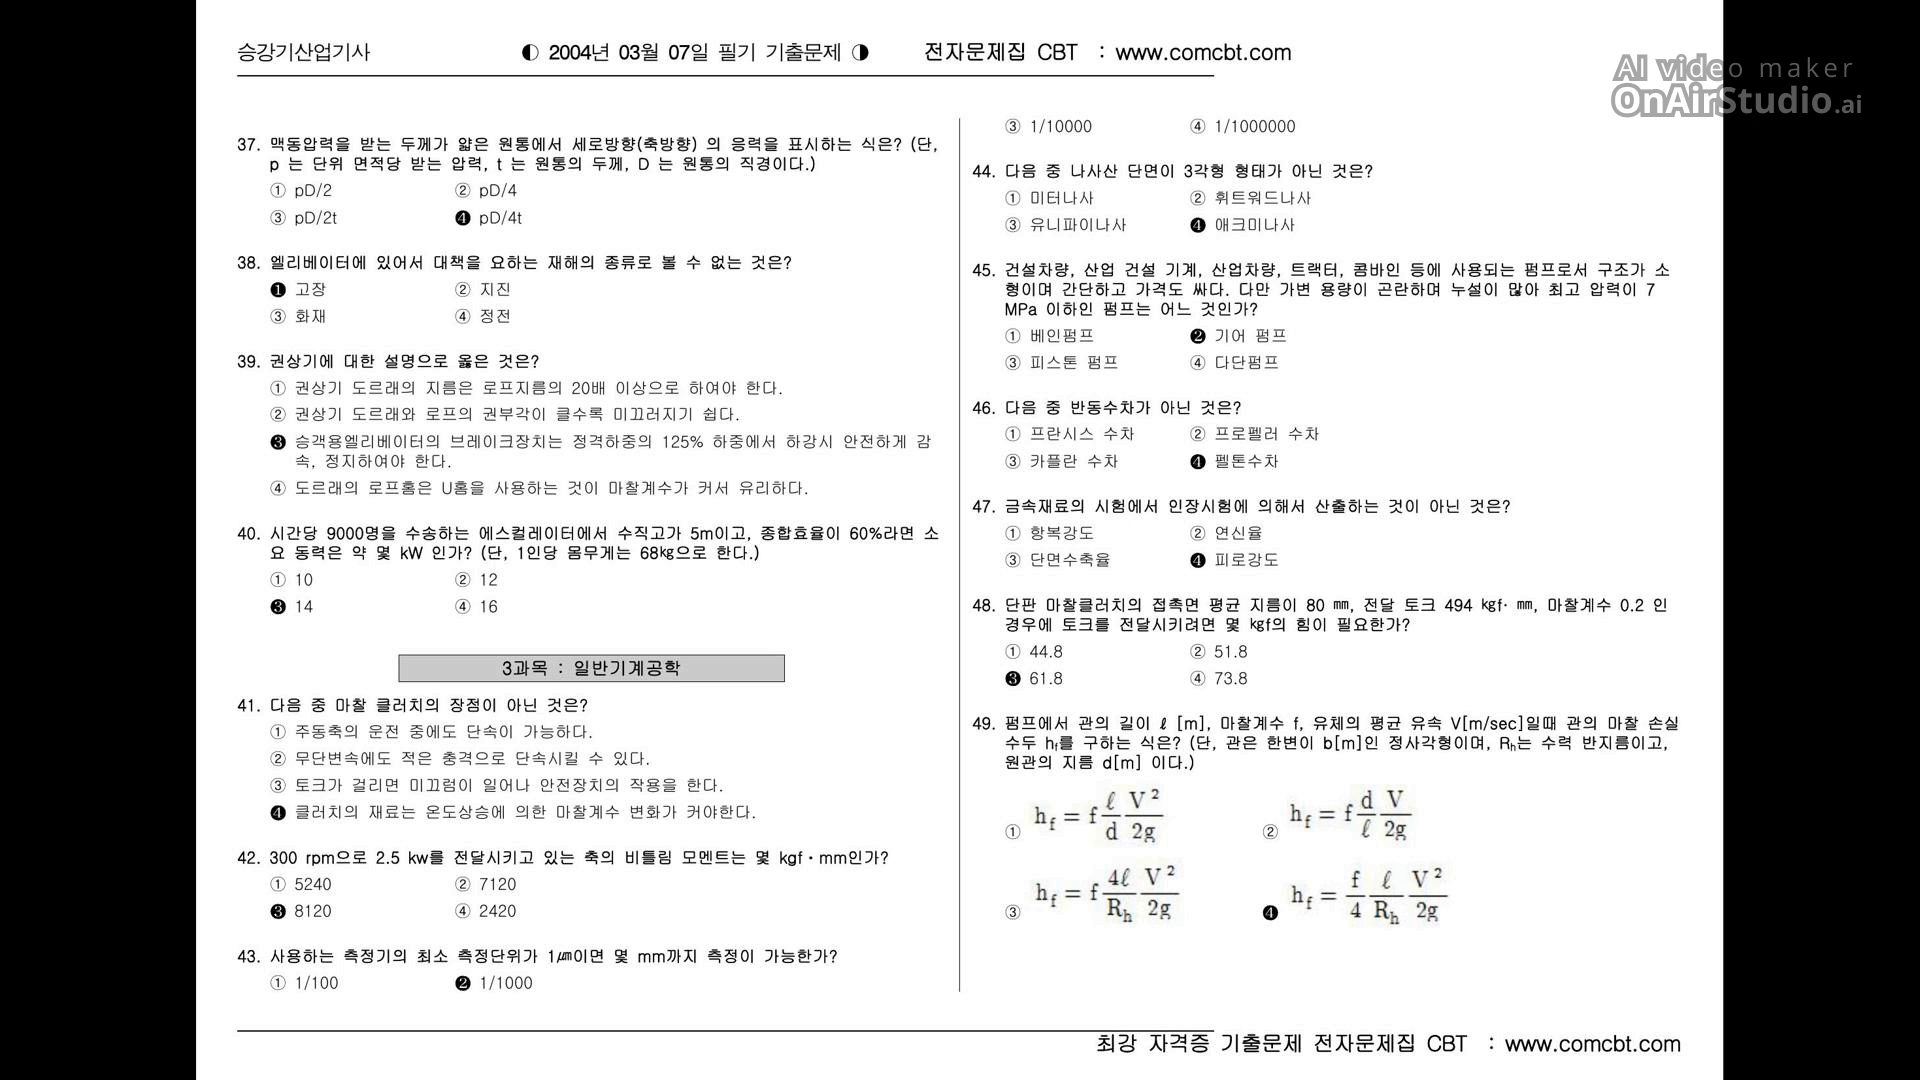 승강기산업기사 ◐ 2004년 03월 07일 필기 기출문제 ◑ 전자문제집 CBT : www.comcbt.com
AI video maker
OnAirStudio.ai
37. 맥동압력을 받는 두께가 얇은 원통에서 세로방향(축방향) 의 응력을 표시하는 식은? (단,
p 는 단위 면적당 받는 압력, t 는 원통의 두께, D 는 원통의 직경이다.)
① pD/2 ② pD/4
③ pD/2t ❹ pD/4t
38. 엘리베이터에 있어서 대책을 요하는 재해의 종류로 볼 수 없는 것은?
❶ 고장 ② 지진
③ 화재 ④ 정전
39. 권상기에 대한 설명으로 옳은 것은?
① 권상기 도르래의 지름은 로프지름의 20배 이상으로 하여야 한다.
② 권상기 도르래와 로프의 권부각이 클수록 미끄러지기 쉽다.
❸ 승객용엘리베이터의 브레이크장치는 정격하중의 125% 하중에서 하강시 안전하게 감
속, 정지하여야 한다.
④ 도르래의 로프홈은 U홈을 사용하는 것이 마찰계수가 커서 유리하다.
40. 시간당 9000명을 수송하는 에스컬레이터에서 수직고가 5m이고, 종합효율이 60%라면 소
요 동력은 약 몇 kW 인가? (단, 1인당 몸무게는 68㎏으로 한다.)
① 10 ② 12
❸ 14 ④ 16
3과목 : 일반기계공학
41. 다음 중 마찰 클러치의 장점이 아닌 것은?
① 주동축의 운전 중에도 단속이 가능하다.
② 무단변속에도 적은 충격으로 단속시킬 수 있다.
③ 토크가 걸리면 미끄럼이 일어나 안전장치의 작용을 한다.
❹ 클러치의 재료는 온도상승에 의한 마찰계수 변화가 커야한다.
42. 300 rpm으로 2.5 kw를 전달시키고 있는 축의 비틀림 모멘트는 몇 kgf·mm인가?
① 5240 ② 7120
❸ 8120 ④ 2420
43. 사용하는 측정기의 최소 측정단위가 1㎛이면 몇 mm까지 측정이 가능한가?
① 1/100 ❷ 1/1000
③ 1/10000 ④ 1/1000000
44. 다음 중 나사산 단면이 3각형 형태가 아닌 것은?
① 미터나사 ② 휘트워드나사
③ 유니파이나사 ❹ 애크미나사
45. 건설차량, 산업 건설 기계, 산업차량, 트랙터, 콤바인 등에 사용되는 펌프로서 구조가 소
형이며 간단하고 가격도 싸다. 다만 가변 용량이 곤란하며 누설이 많아 최고 압력이 7
MPa 이하인 펌프는 어느 것인가?
① 베인펌프 ❷ 기어 펌프
③ 피스톤 펌프 ④ 다단펌프
46. 다음 중 반동수차가 아닌 것은?
① 프란시스 수차 ② 프로펠러 수차
③ 카플란 수차 ❹ 펠톤수차
47. 금속재료의 시험에서 인장시험에 의해서 산출하는 것이 아닌 것은?
① 항복강도 ② 연신율
③ 단면수축율 ❹ 피로강도
48. 단판 마찰클러치의 접촉면 평균 지름이 80 ㎜, 전달 토크 494 kgf· ㎜, 마찰계수 0.2 인
경우에 토크를 전달시키려면 몇 kgf의 힘이 필요한가?
① 44.8 ② 51.8
❸ 61.8 ④ 73.8
49. 펌프에서 관의 길이 ℓ [m], 마찰계수 f, 유체의 평균 유속 V[m/sec]일때 관의 마찰 손실
수두 hf를 구하는 식은? (단, 관은 한변이 b[m]인 정사각형이며, Rh는 수력 반지름이고,
원관의 지름 d[m] 이다.)
① hf = f ℓ/d V²/2g ② hf = f d/ℓ V/2g
③ hf = f 4ℓ/Rh V²/2g ❹ hf = f/4 ℓ/Rh V²/2g
최강 자격증 기출문제 전자문제집 CBT : www.comcbt.com